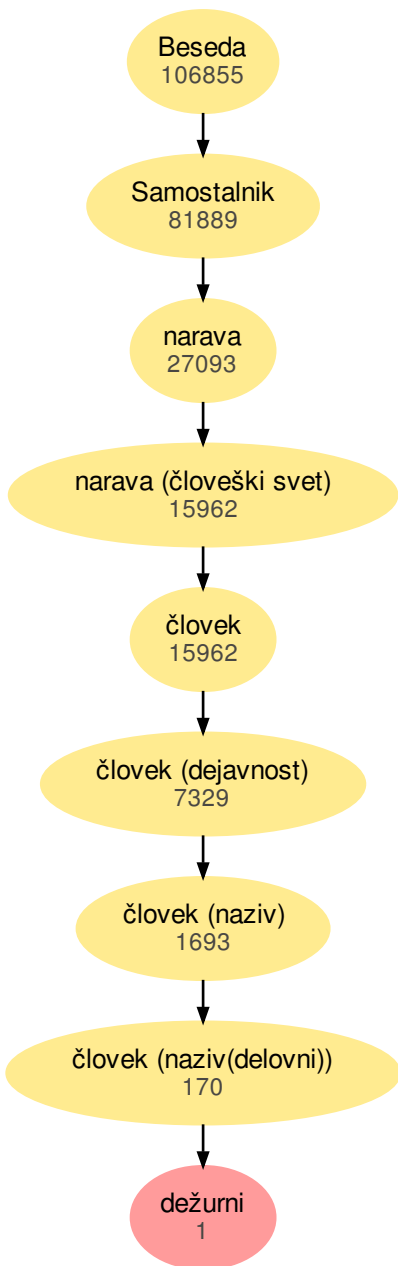 Beseda
106855
Samostalnik
81889
narava
27093
narava (človeški svet)
15962
človek
15962
človek (dejavnost)
7329
človek (naziv)
1693
človek (naziv(delovni))
170
dežurni
1